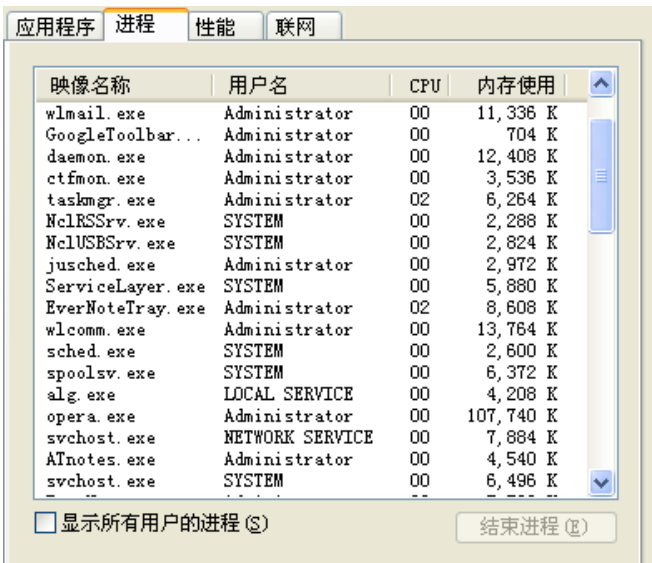 应用程序 进程 性能 联网
映像名称 用户名 CPU 内存使用
wlmail.exe Administrator 00 11,336 K
GoogleToolbar... Administrator 00 704 K
daemon.exe Administrator 00 12,408 K
ctfmon.exe Administrator 00 3,536 K
taskmgr.exe Administrator 02 6,264 K
NclRSSrv.exe SYSTEM 00 2,288 K
NclUSBSrv.exe SYSTEM 00 2,824 K
jusched.exe Administrator 00 2,972 K
ServiceLayer.exe SYSTEM 00 5,880 K
EverNoteTray.exe Administrator 02 8,608 K
wlcomm.exe Administrator 00 13,764 K
sched.exe SYSTEM 00 2,600 K
spoolsv.exe SYSTEM 00 6,372 K
alg.exe LOCAL SERVICE 00 4,208 K
opera.exe Administrator 00 107,740 K
svchost.exe NETWORK SERVICE 00 7,884 K
ATnotes.exe Administrator 00 4,540 K
svchost.exe SYSTEM 00 6,496 K
显示所有用户的进程(S) 结束进程(E)